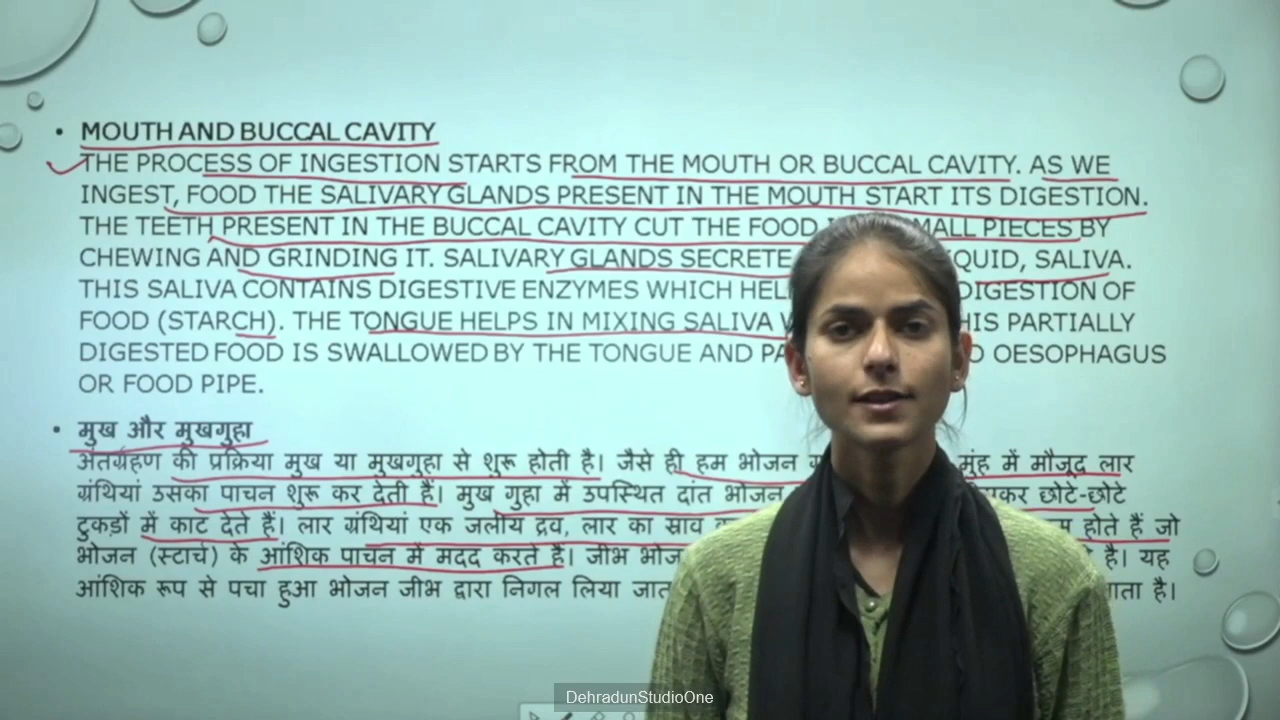 • MOUTH AND BUCCAL CAVITY
THE PROCESS OF INGESTION STARTS FROM THE MOUTH OR BUCCAL CAVITY. AS WE
INGEST, FOOD THE SALIVARY GLANDS PRESENT IN THE MOUTH START ITS DIGESTION.
THE TEETH PRESENT IN THE BUCCAL CAVITY CUT THE FOOD PIECES BY
CHEWING AND GRINDING IT. SALIVARY GLANDS SECRETE SALIVA.
THIS SALIVA CONTAINS DIGESTIVE ENZYMES WHICH DIGESTION OF
FOOD (STARCH). THE TONGUE HELPS IN MIXING SALIVA PARTIALLY
DIGESTED FOOD IS SWALLOWED BY THE TONGUE AND OESOPHAGUS
OR FOOD PIPE.
• मुख और मुखगुहा
अंतर्ग्रहण की प्रक्रिया मुख या मुखगुहा से शुरू होती है। जैसे ही हम भोजन मुंह में मौजूद लार
ग्रंथियां उसका पाचन शुरू कर देती हैं। मुख गुहा में उपस्थित दांत भोजन छोटे-छोटे
टुकड़ों में काट देते हैं। लार ग्रंथियां एक जलीय द्रव, लार का स्राव होते हैं जो
भोजन (स्टार्च) के आंशिक पाचन में मदद करते हैं। जीभ है। यह
आंशिक रूप से पचा हुआ भोजन जीभ द्वारा निगल लिया है।
DehradunStudioOne